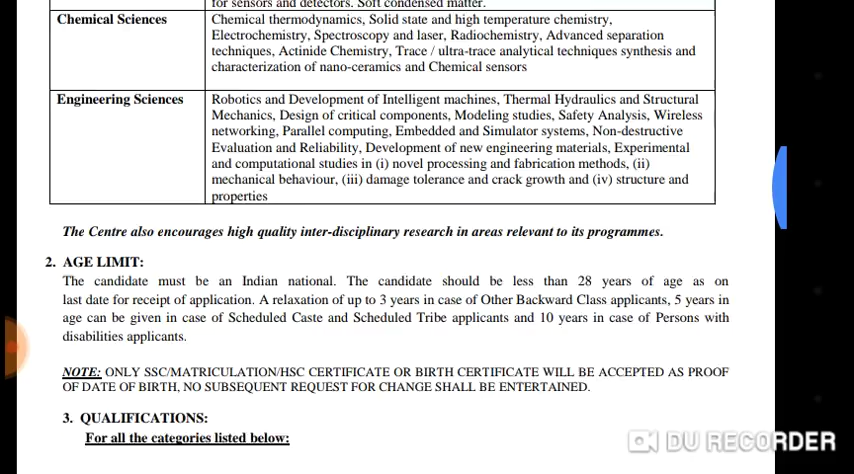 for sensors and detectors. Soft condensed matter.
Chemical Sciences
Chemical thermodynamics, Solid state and high temperature chemistry,
Electrochemistry, Spectroscopy and laser, Radiochemistry, Advanced separation
techniques, Actinide Chemistry, Trace / ultra-trace analytical techniques synthesis and
characterization of nano-ceramics and Chemical sensors
Engineering Sciences
Robotics and Development of Intelligent machines, Thermal Hydraulics and Structural
Mechanics, Design of critical components, Modeling studies, Safety Analysis, Wireless
networking, Parallel computing, Embedded and Simulator systems, Non-destructive
Evaluation and Reliability, Development of new engineering materials, Experimental
and computational studies in (i) novel processing and fabrication methods, (ii)
mechanical behaviour, (iii) damage tolerance and crack growth and (iv) structure and
properties
The Centre also encourages high quality inter-disciplinary research in areas relevant to its programmes.
2. AGE LIMIT:
The candidate must be an Indian national. The candidate should be less than 28 years of age as on
last date for receipt of application. A relaxation of up to 3 years in case of Other Backward Class applicants, 5 years in
age can be given in case of Scheduled Caste and Scheduled Tribe applicants and 10 years in case of Persons with
disabilities applicants.
NOTE: ONLY SSC/MATRICULATION/HSC CERTIFICATE OR BIRTH CERTIFICATE WILL BE ACCEPTED AS PROOF
OF DATE OF BIRTH, NO SUBSEQUENT REQUEST FOR CHANGE SHALL BE ENTERTAINED.
3. QUALIFICATIONS:
For all the categories listed below:
DU RECORDER